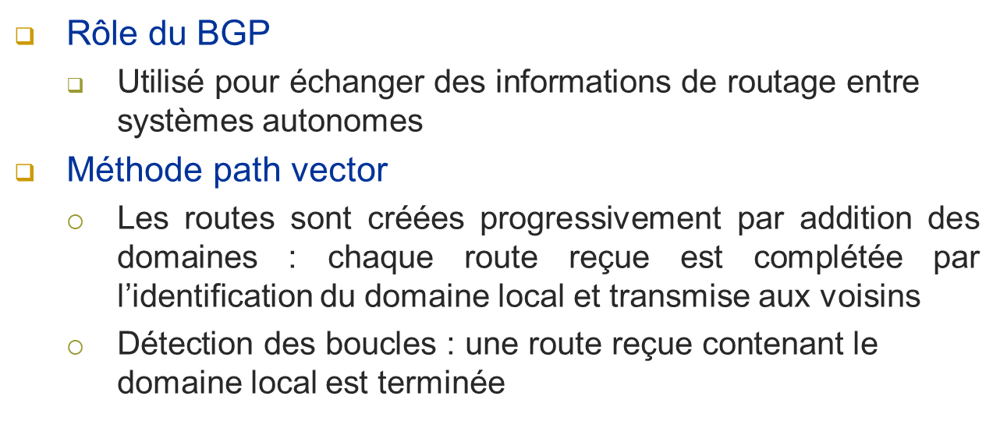 Rôle du BGP
Utilisé pour échanger des informations de routage entre
systèmes autonomes
Méthode path vector
Les routes sont créées progressivement par addition des
domaines : chaque route reçue est complétée par
l’identification du domaine local et transmise aux voisins
Détection des boucles : une route reçue contenant le
domaine local est terminée